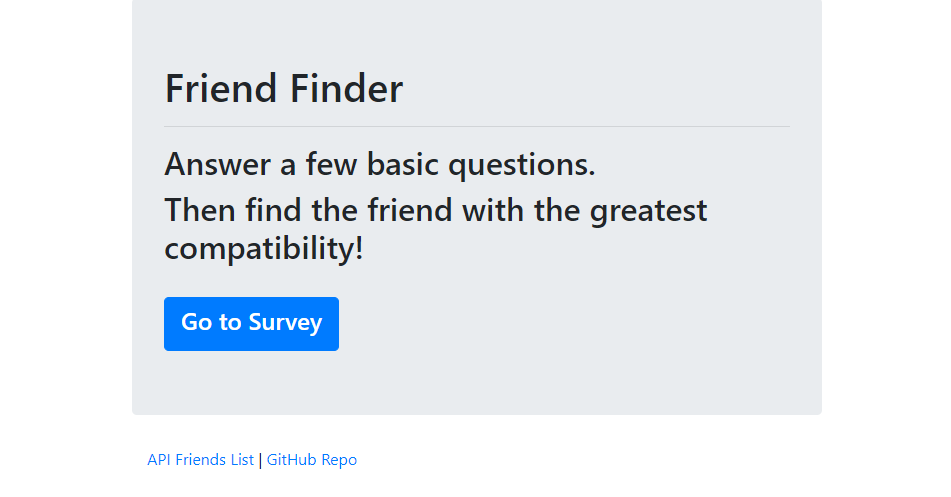 Friend Finder
Answer a few basic questions.
Then find the friend with the greatest
compatibility!
Go to Survey
API Friends List | GitHub Repo